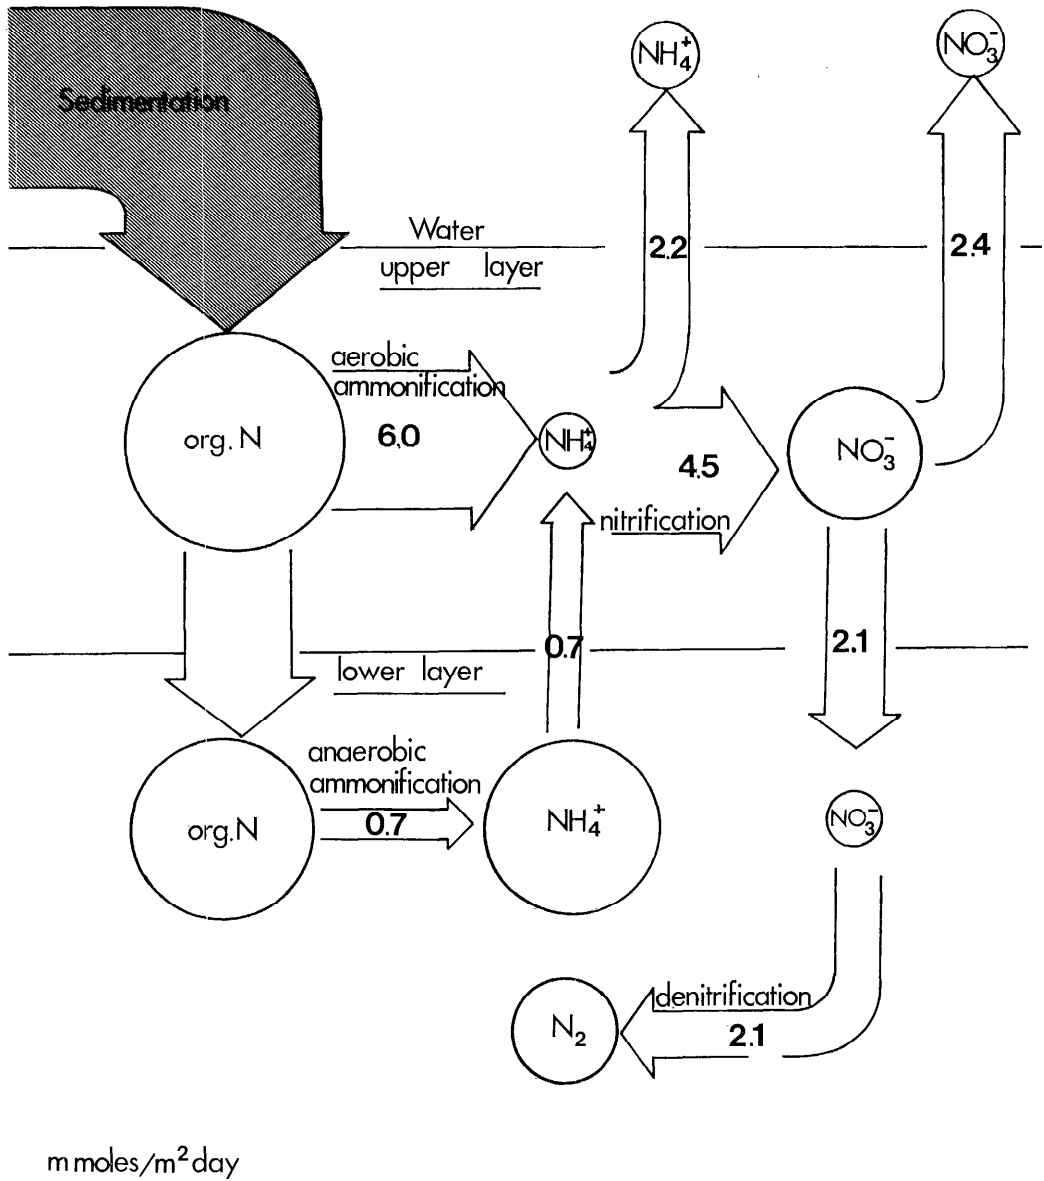 NH₄⁺
NO₃⁻
Sedimentation
Water
2.2
2.4
upper layer
aerobic
ammonification
org. N
6.0
NH₄⁺
4.5
NO₃⁻
nitrification
0.7
2.1
lower layer
anaerobic
ammonification
org. N
0.7
NH₄⁺
NO₃⁻
denitrification
N₂
2.1
m moles/m² day